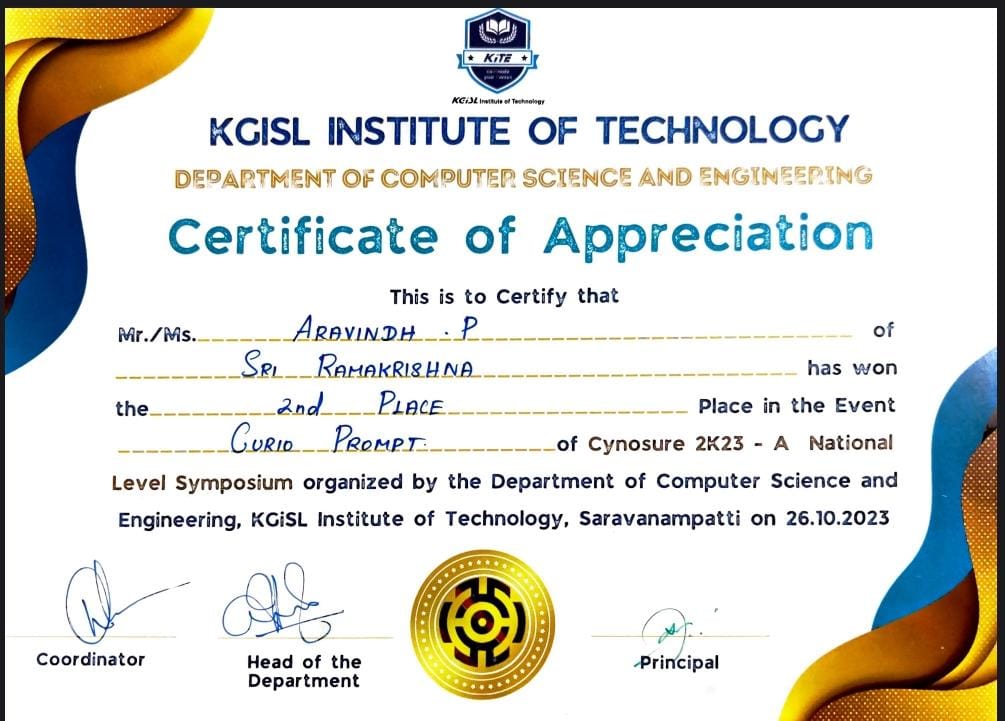 KiTE
KGiSL Institute of Technology
KGISL INSTITUTE OF TECHNOLOGY
DEPARTMENT OF COMPUTER SCIENCE AND ENGINEERING
Certificate of Appreciation
This is to Certify that
Mr./Ms. ARAVINDH . P of
SRI RAMAKRISHNA has won
the 2nd PLACE Place in the Event
CURIO PROMPT. of Cynosure 2K23 - A National
Level Symposium organized by the Department of Computer Science and
Engineering, KGiSL Institute of Technology, Saravanampatti on 26.10.2023
Coordinator
Head of the
Department
Principal